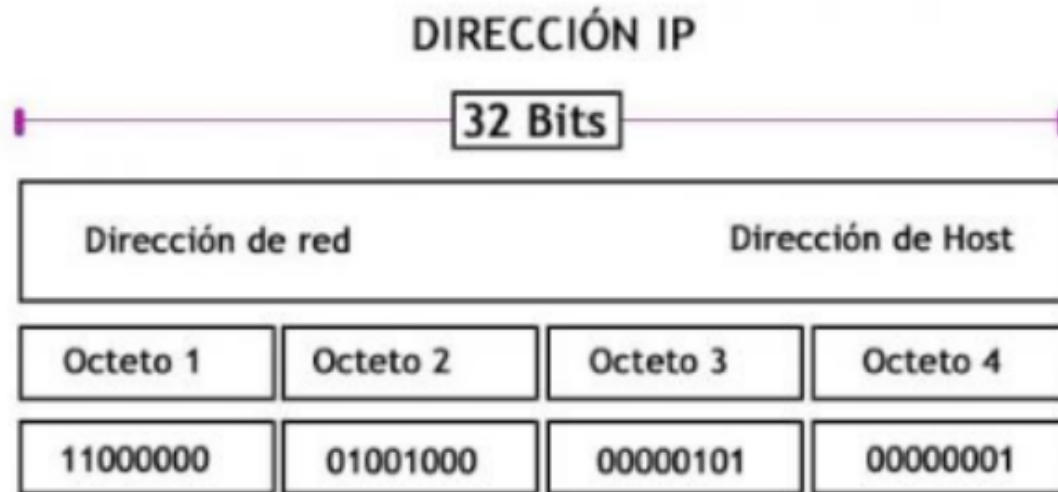 DIRECCIÓN IP
32 Bits
Dirección de red Dirección de Host
Octeto 1 Octeto 2 Octeto 3 Octeto 4
11000000 01001000 00000101 00000001